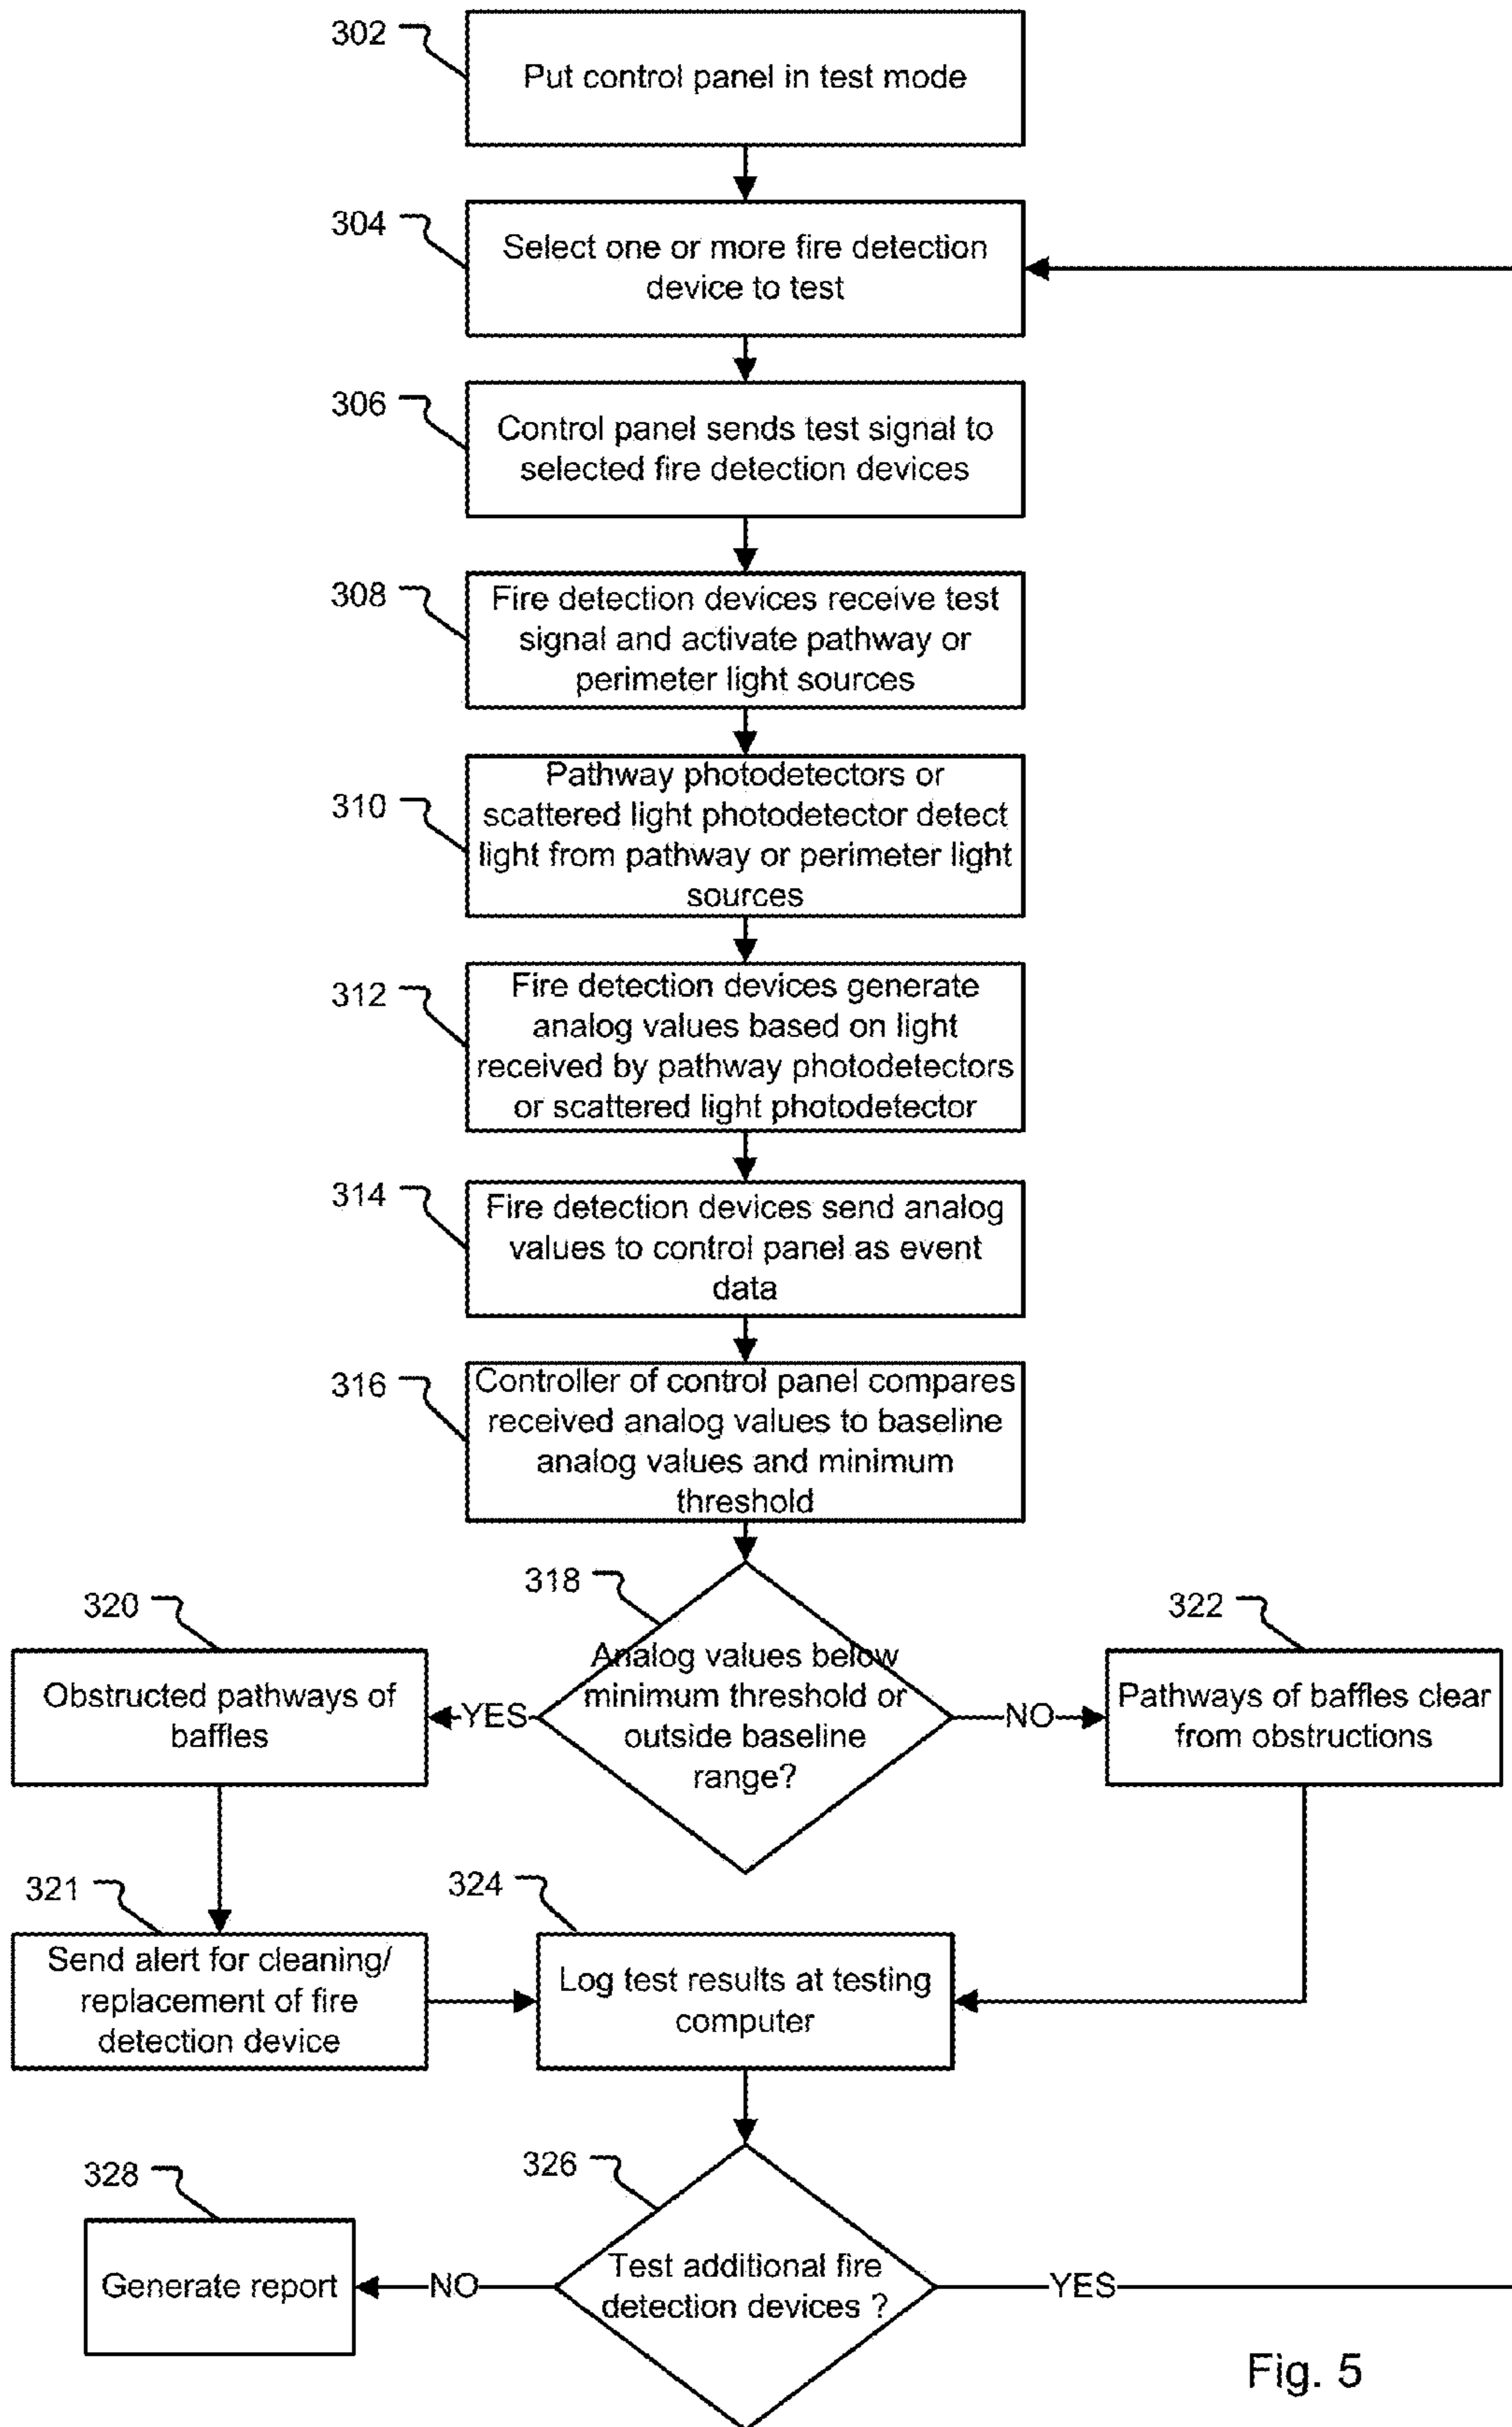 302
Put control panel in test mode
304
Select one or more fire detection
device to test
306
Control panel sends test signal to
selected fire detection devices
308
Fire detection devices receive test
signal and activate pathway or
perimeter light sources
310
Pathway photodetectors or
scattered light photodetector detect
light from pathway or perimeter light
sources
312
Fire detection devices generate
analog values based on light
received by pathway photodetectors
or scattered light photodetector
314
Fire detection devices send analog
values to control panel as event
data
316
Controller of control panel compares
received analog values to baseline
analog values and minimum
threshold
318
Analog values below
minimum threshold or
outside baseline
range?
YES
NO
320
Obstructed pathways of
baffles
322
Pathways of baffles clear
from obstructions
321
Send alert for cleaning/
replacement of fire
detection device
324
Log test results at testing
computer
326
Test additional fire
detection devices ?
NO
YES
328
Generate report
Fig. 5